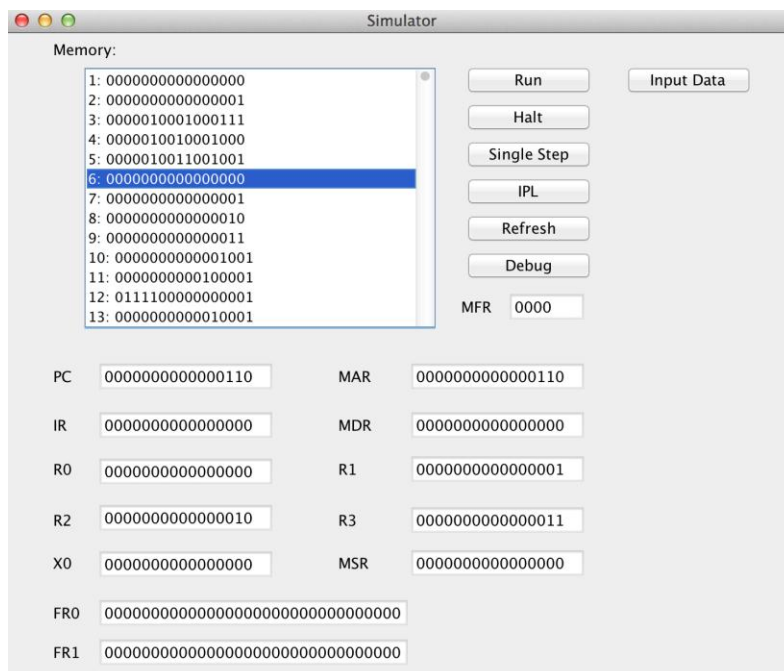 Simulator
Memory:
1: 0000000000000000
2: 0000000000000001
3: 0000010001000111
4: 0000010010001000
5: 0000010011001001
6: 0000000000000000
7: 0000000000000001
8: 0000000000000010
9: 0000000000000011
10: 0000000000001001
11: 0000000000100001
12: 0111100000000001
13: 0000000000010001
Run
Input Data
Halt
Single Step
IPL
Refresh
Debug
MFR 0000
PC 0000000000000110 MAR 0000000000000110
IR 0000000000000000 MDR 0000000000000000
R0 0000000000000000 R1 0000000000000001
R2 0000000000000010 R3 0000000000000011
X0 0000000000000000 MSR 0000000000000000
FR0 00000000000000000000000000000000
FR1 00000000000000000000000000000000